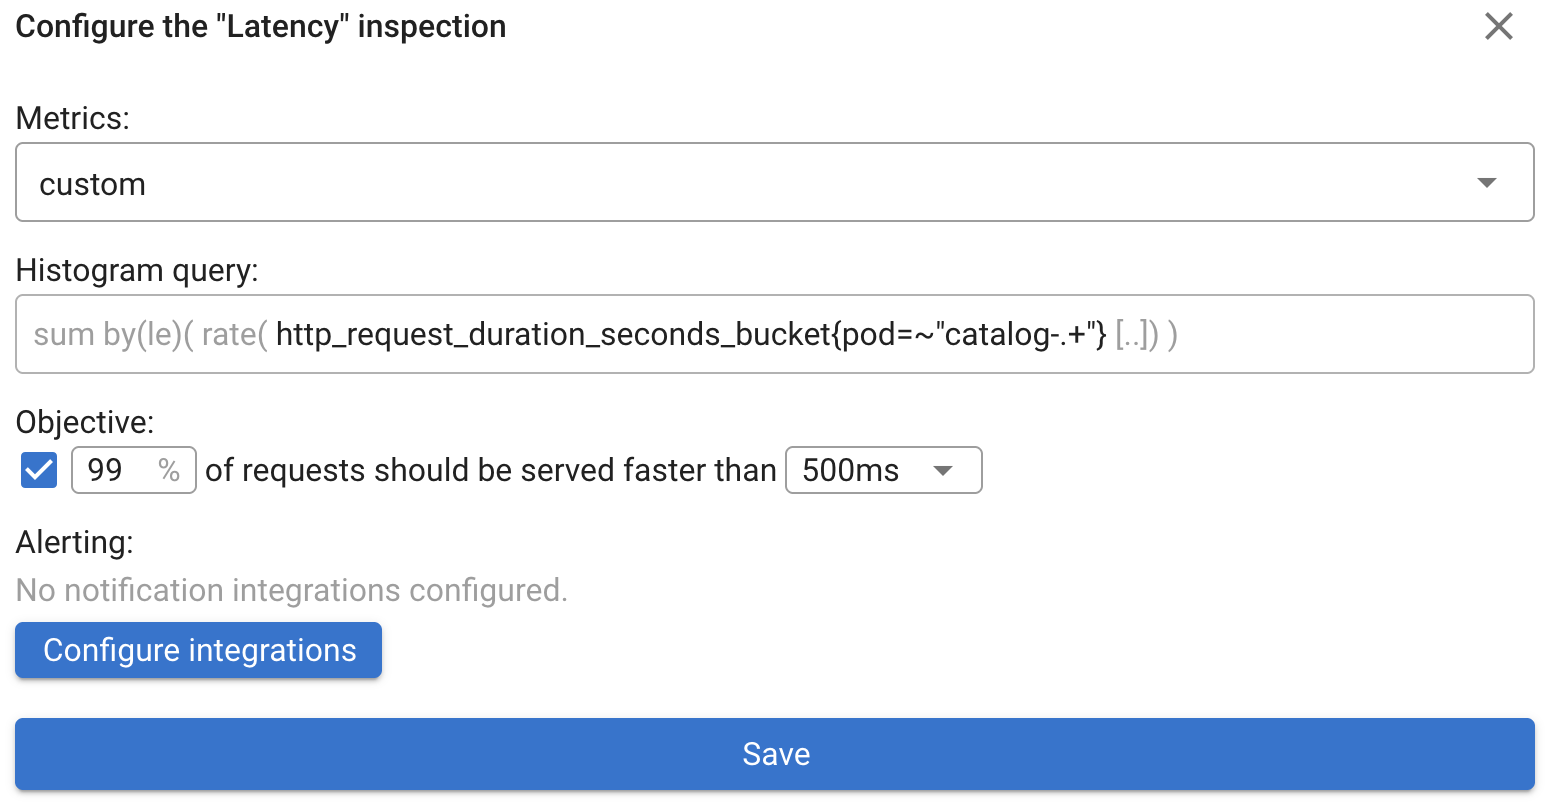 Configure the "Latency" inspection
Metrics:
custom
Histogram query:
sum by(le)( rate( http_request_duration_seconds_bucket{pod=~"catalog-.+"} [..]) )
Objective:
99 % of requests should be served faster than 500ms
Alerting:
No notification integrations configured.
Configure integrations
Save